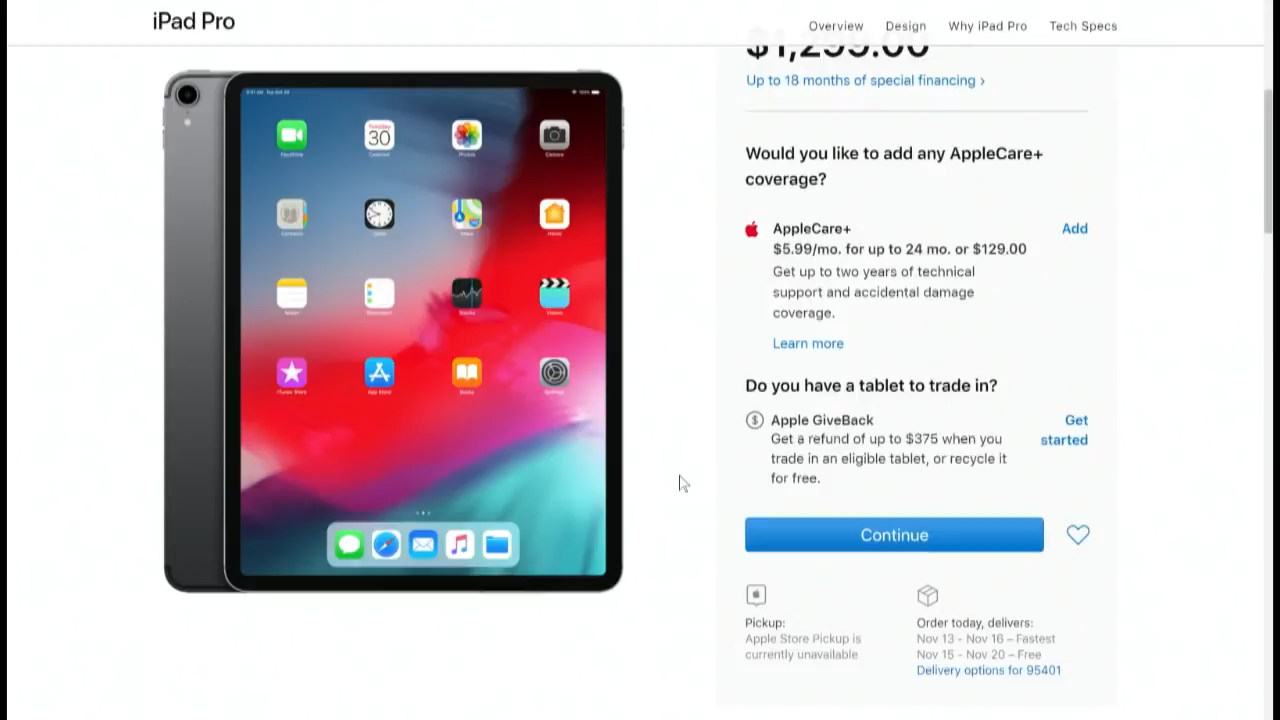 iPad Pro
Overview
Design
Why iPad Pro
Tech Specs
$1,299.00
Up to 18 months of special financing ›
Would you like to add any AppleCare+
coverage?
AppleCare+
Add
$5.99/mo. for up to 24 mo. or $129.00
Get up to two years of technical
support and accidental damage
coverage.
Learn more
Do you have a tablet to trade in?
Apple GiveBack
Get
started
Get a refund of up to $375 when you
trade in an eligible tablet, or recycle it
for free.
Continue
Pickup:
Apple Store Pickup is
currently unavailable
Order today, delivers:
Nov 13 - Nov 16 – Fastest
Nov 15 - Nov 20 – Free
Delivery options for 95401
30